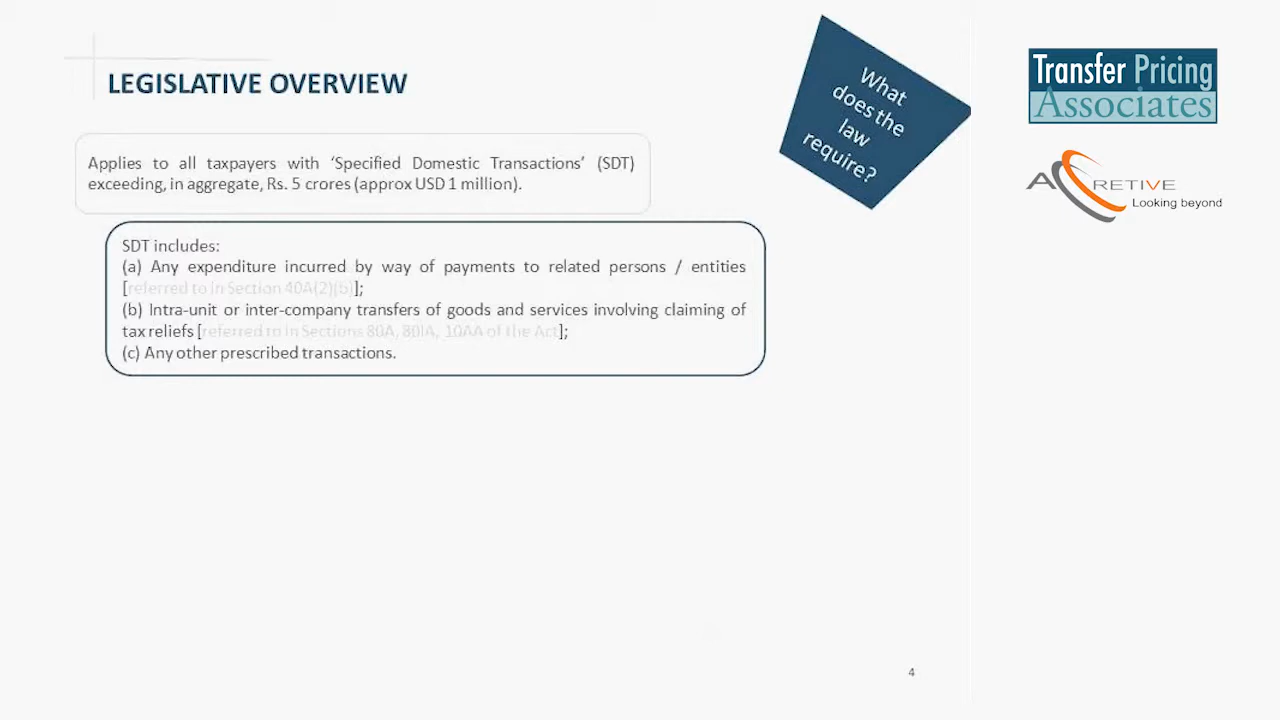 LEGISLATIVE OVERVIEW
What
does the
law
require?
Transfer Pricing
Associates
ACCRETIVE
Looking beyond
Applies to all taxpayers with ‘Specified Domestic Transactions’ (SDT)
exceeding, in aggregate, Rs. 5 crores (approx USD 1 million).
SDT includes:
(a) Any expenditure incurred by way of payments to related persons / entities
[referred to in Section 40A(2)(b)];
(b) Intra-unit or inter-company transfers of goods and services involving claiming of
tax reliefs [referred to in Sections 80A, 80IA, 10AA of the Act];
(c) Any other prescribed transactions.
4